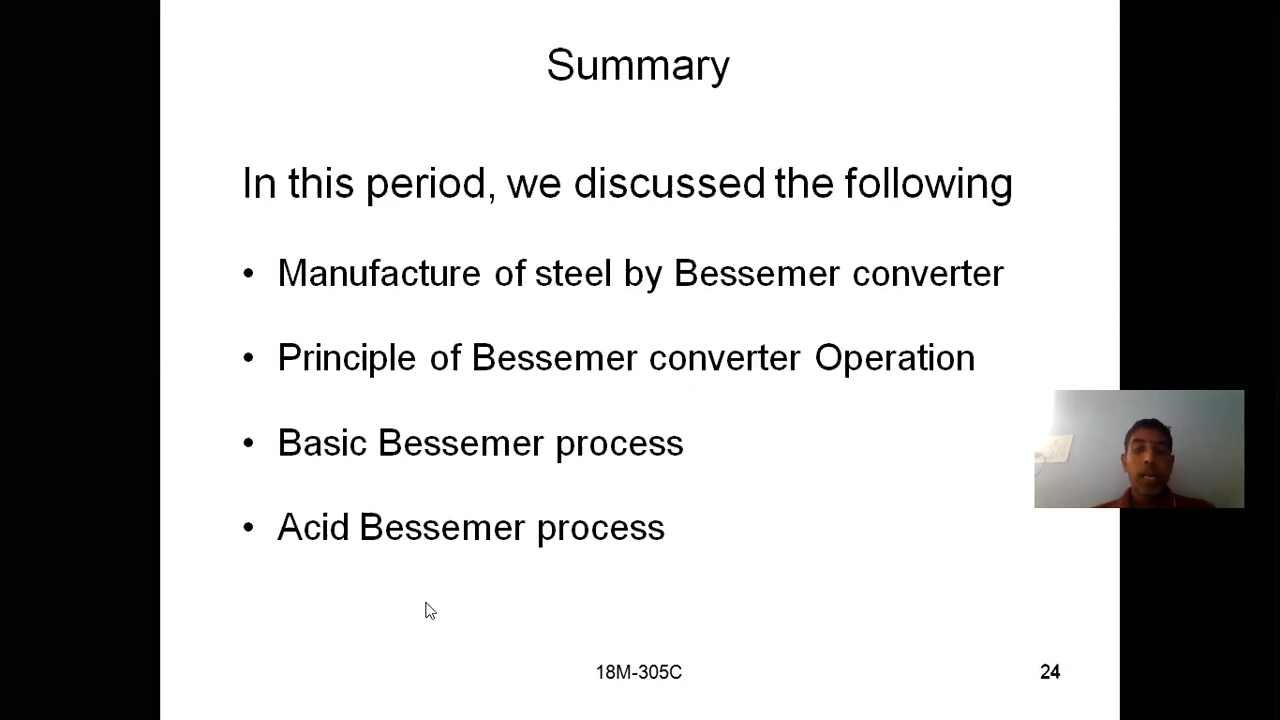 Summary
In this period, we discussed the following
• Manufacture of steel by Bessemer converter
• Principle of Bessemer converter Operation
• Basic Bessemer process
• Acid Bessemer process
18M-305C
24